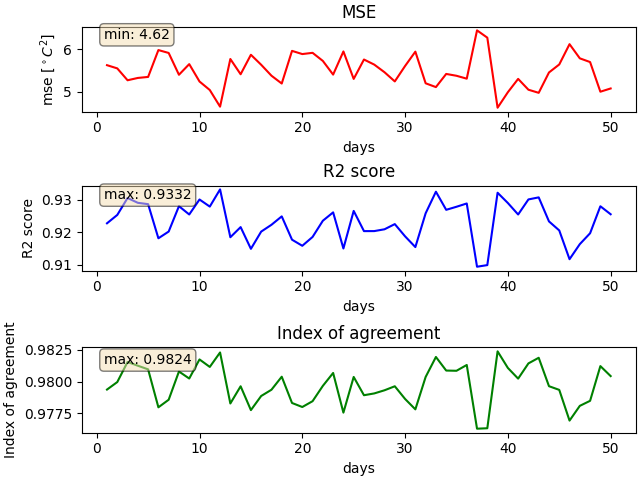 MSE
min: 4.62
mse [°C²]
6
5
0 10 20 30 40 50
days
R2 score
max: 0.9332
R2 score
0.93
0.92
0.91
0 10 20 30 40 50
days
Index of agreement
max: 0.9824
Index of agreement
0.9825
0.9800
0.9775
0 10 20 30 40 50
days